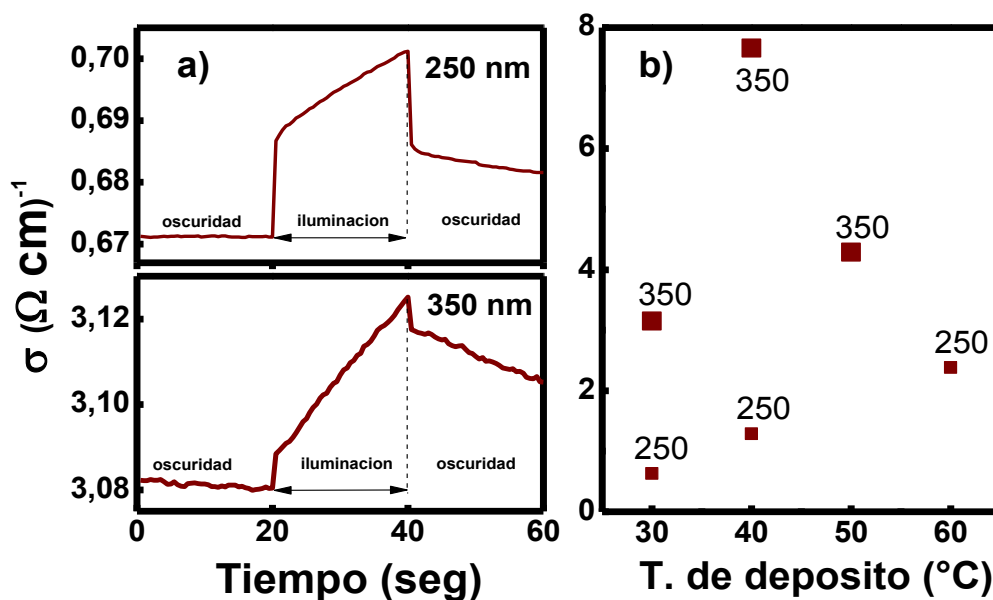 σ (Ω cm)⁻¹
a)
250 nm
0,70
0,69
0,68
0,67
oscuridad
iluminacion
oscuridad
350 nm
3,12
3,10
3,08
oscuridad
iluminacion
oscuridad
0
20
40
60
Tiempo (seg)
b)
8
6
4
2
0
350
350
350
250
250
250
30
40
50
60
T. de deposito (°C)